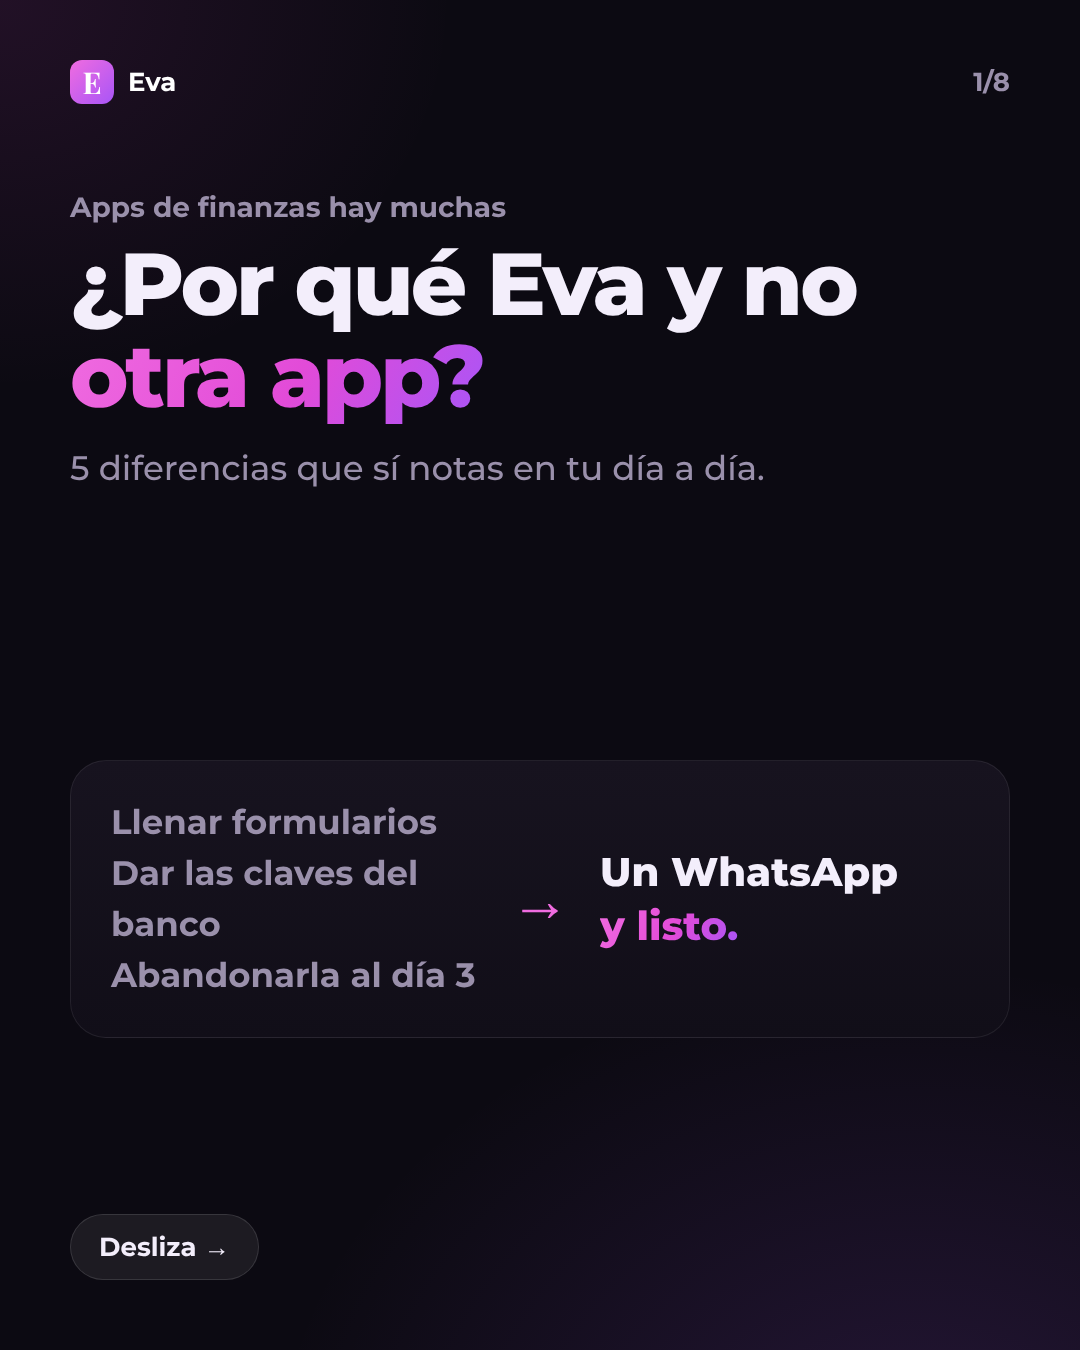 E Eva
1/8
Apps de finanzas hay muchas
¿Por qué Eva y no
otra app?
5 diferencias que sí notas en tu día a día.
Llenar formularios
Dar las claves del
banco
Abandonarla al día 3
→
Un WhatsApp
y listo.
Desliza →